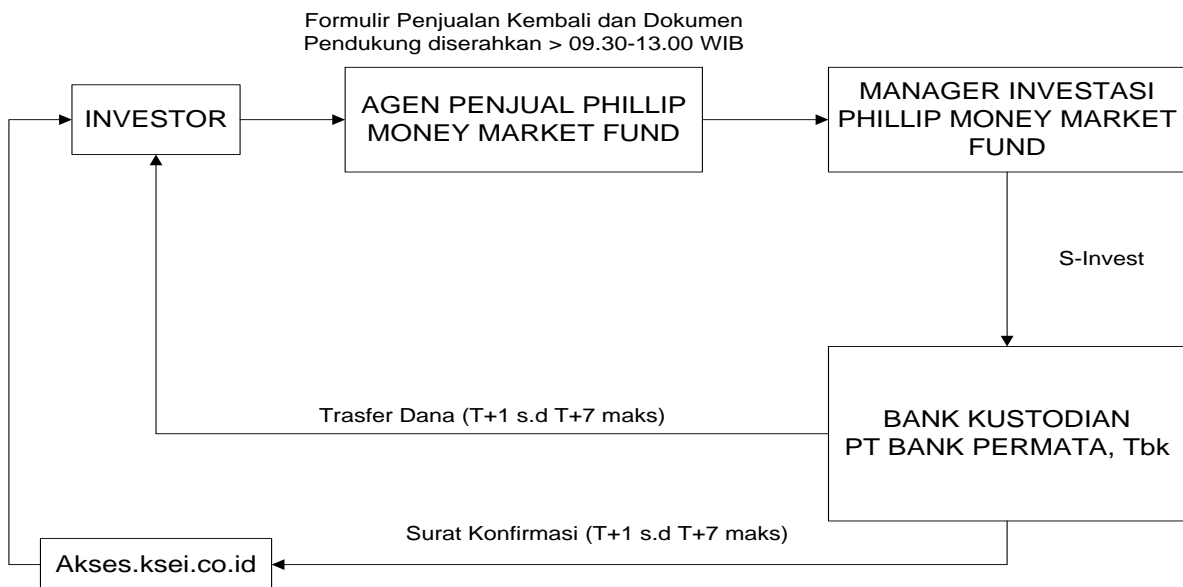 Formulir Penjualan Kembali dan Dokumen
Pendukung diserahkan > 09.30-13.00 WIB
INVESTOR
AGEN PENJUAL PHILLIP
MONEY MARKET FUND
MANAGER INVESTASI
PHILLIP MONEY MARKET
FUND
S-Invest
Trasfer Dana (T+1 s.d T+7 maks)
BANK KUSTODIAN
PT BANK PERMATA, Tbk
Surat Konfirmasi (T+1 s.d T+7 maks)
Akses.ksei.co.id